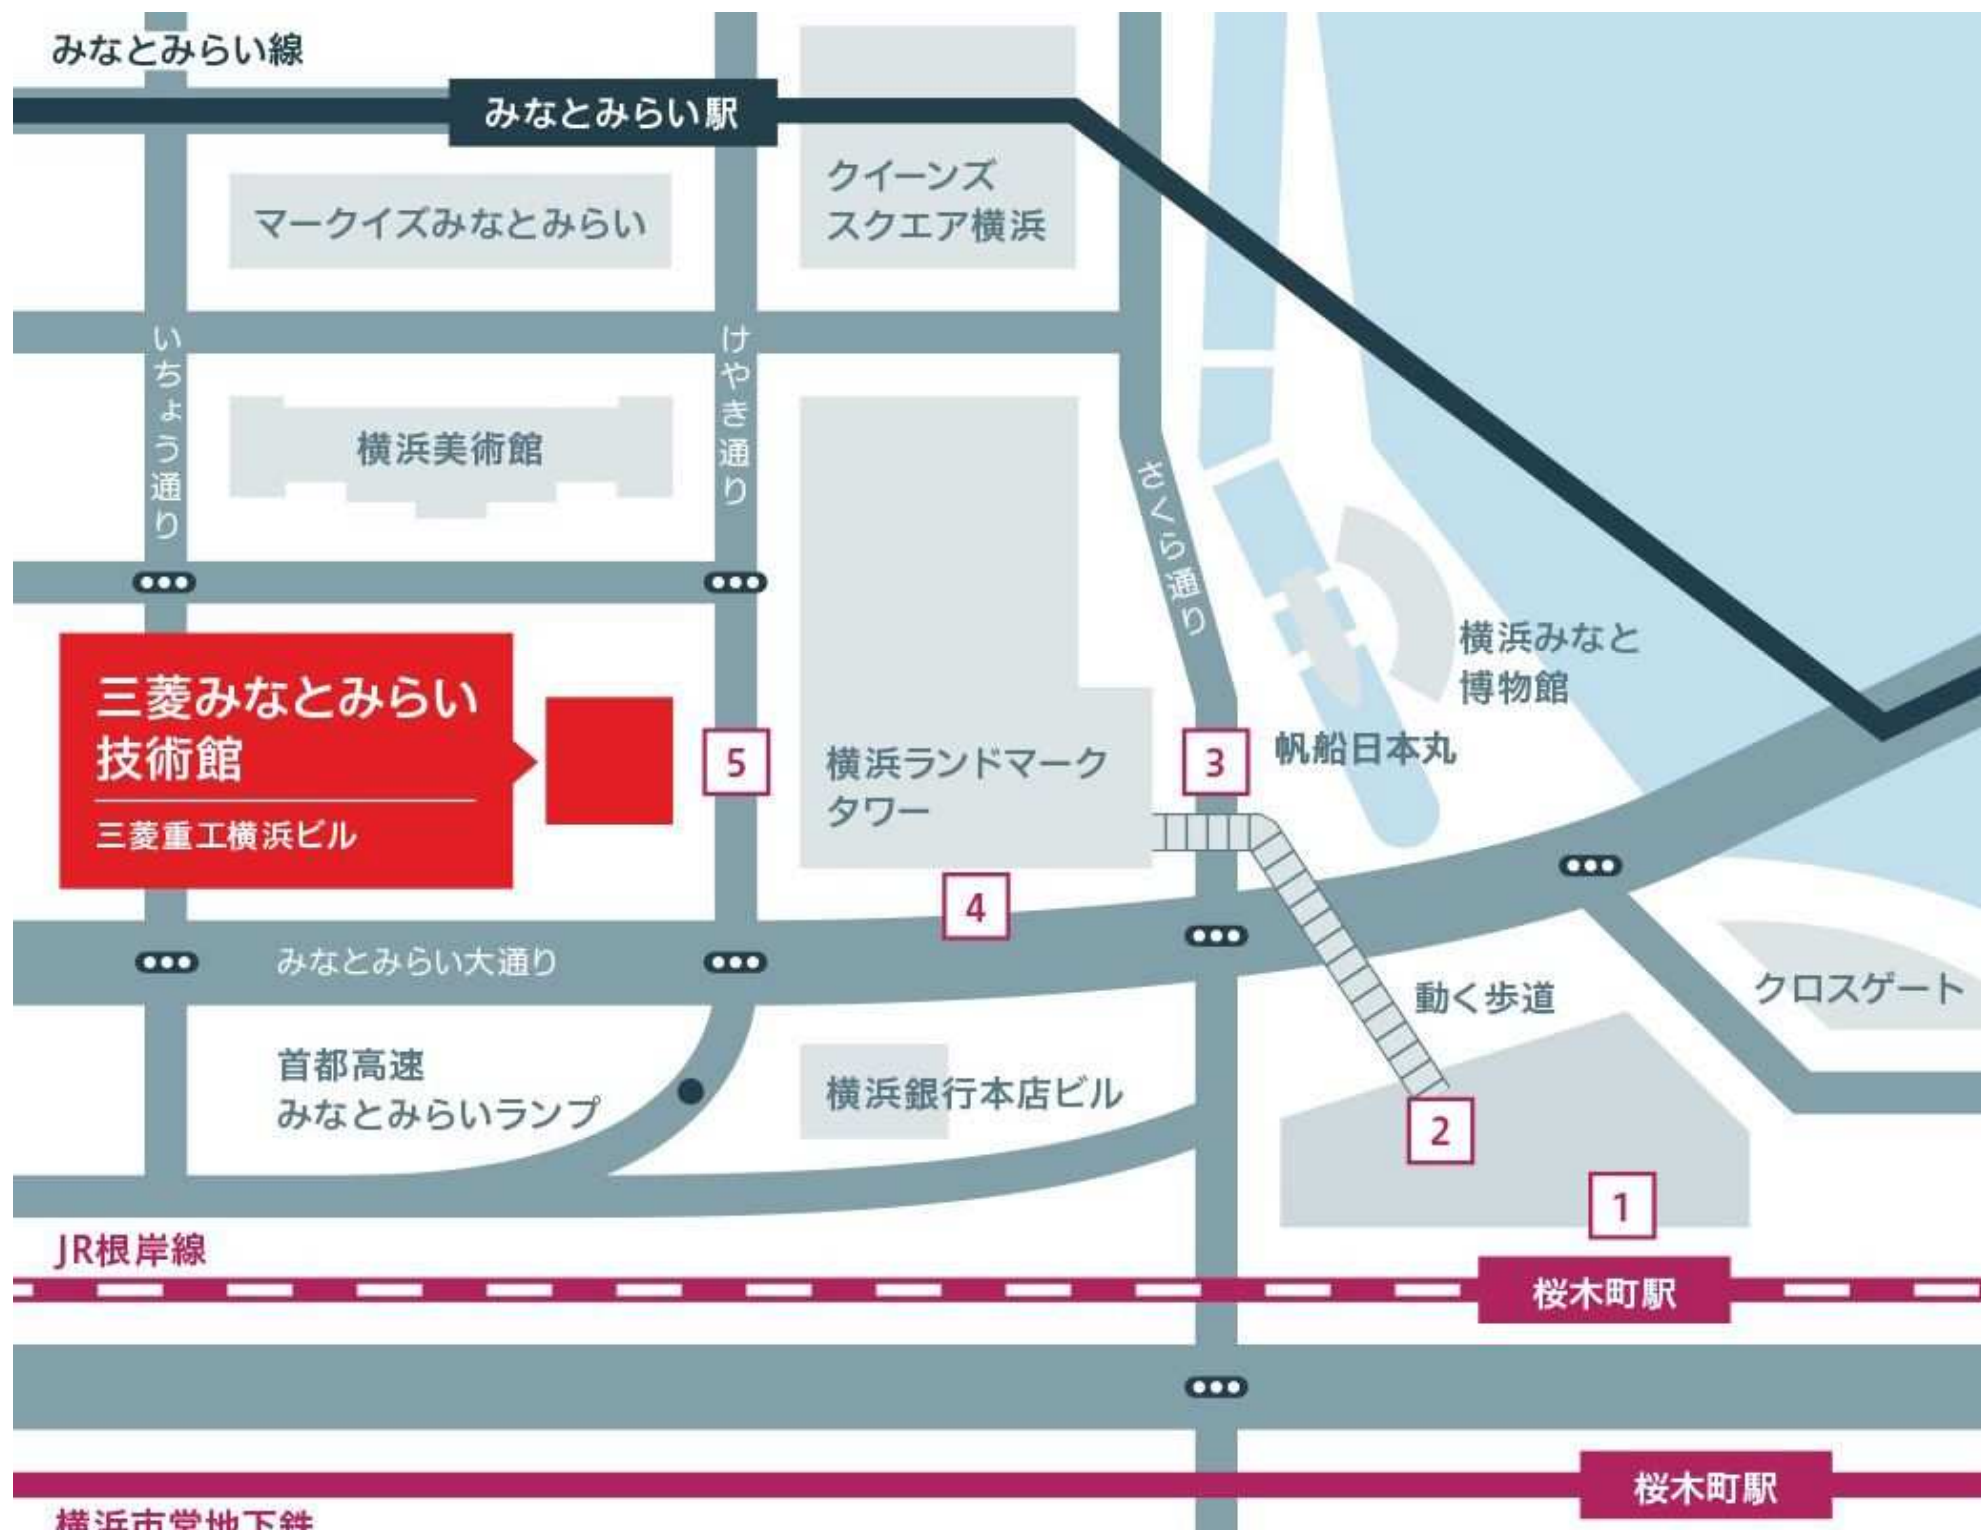 みなとみらい線
みなとみらい駅
クイーンズ
スクエア横浜
マークイズみなとみらい
いちょう通り
けやき通り
横浜美術館
さくら通り
横浜みなと
博物館
三菱みなとみらい
技術館
三菱重工横浜ビル
5
横浜ランドマーク
タワー
3
帆船日本丸
4
みなとみらい大通り
動く歩道
クロスゲート
首都高速
みなとみらいランプ
横浜銀行本店ビル
2
1
JR根岸線
桜木町駅
桜木町駅
横浜市営地下鉄